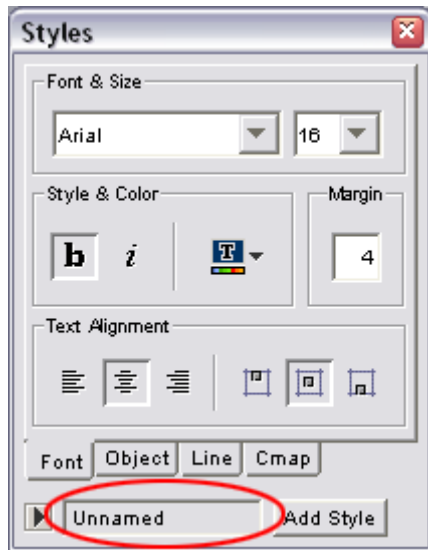 Styles
Font & Size
Arial 16
Style & Color Margin
b i T 4
Text Alignment
Font Object Line Cmap
Unnamed Add Style